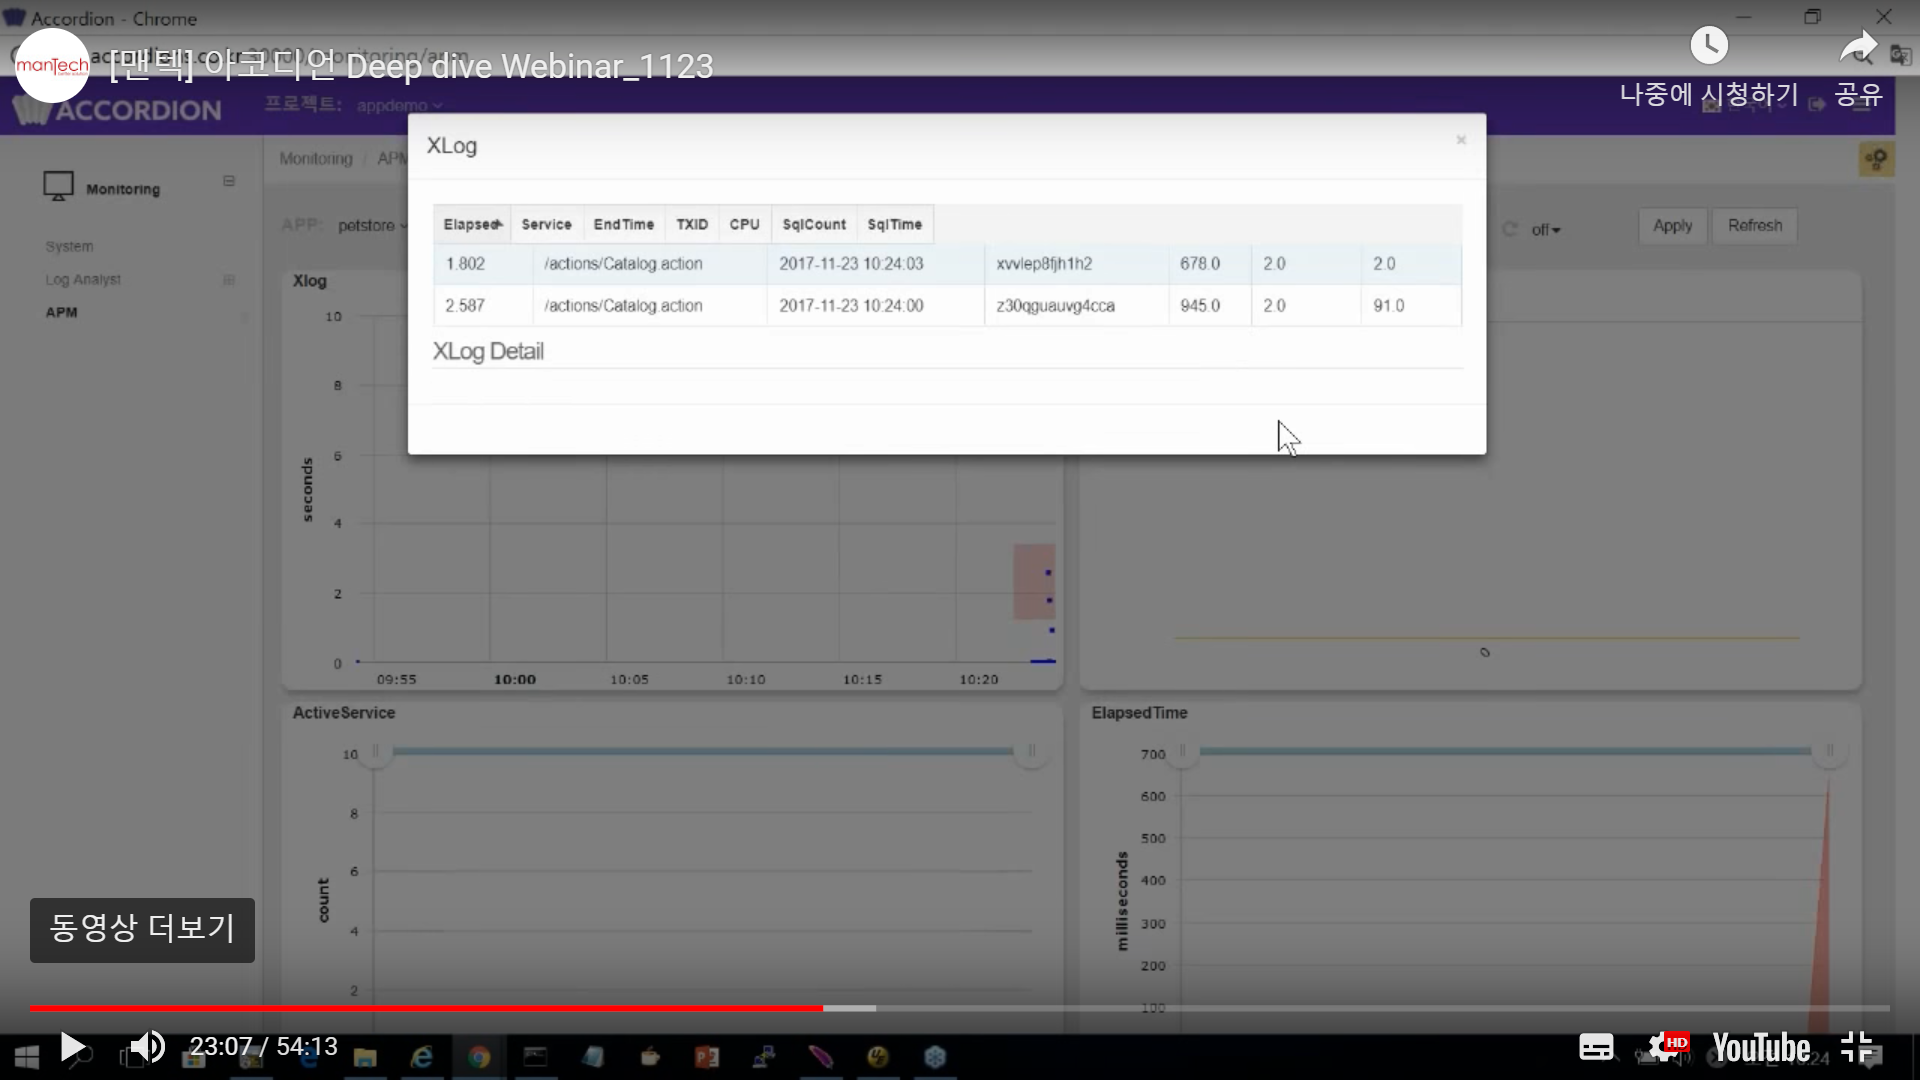 Accordion - Chrome
manTech
[맨텍] 아코디언 Deep dive Webinar_1123
나중에 시청하기
공유
ACCORDION
프로젝트: appdemo
Monitoring / APM
Monitoring
System
Log Analyst
APM
APP: petstore
off
Apply
Refresh
XLog
×
Elapsed Service EndTime TXID CPU SqlCount SqlTime
1.802 /actions/Catalog.action 2017-11-23 10:24:03 xvvlep8fjh1h2 678.0 2.0 2.0
2.587 /actions/Catalog.action 2017-11-23 10:24:00 z30qguauvg4cca 945.0 2.0 91.0
XLog Detail
Xlog
10
8
6
4
2
0
seconds
09:55 10:00 10:05 10:10 10:15 10:20
0
ActiveService
10
8
6
4
2
count
ElapsedTime
700
600
500
400
300
200
100
milliseconds
동영상 더보기
23:07 / 54:13
HD
YouTube